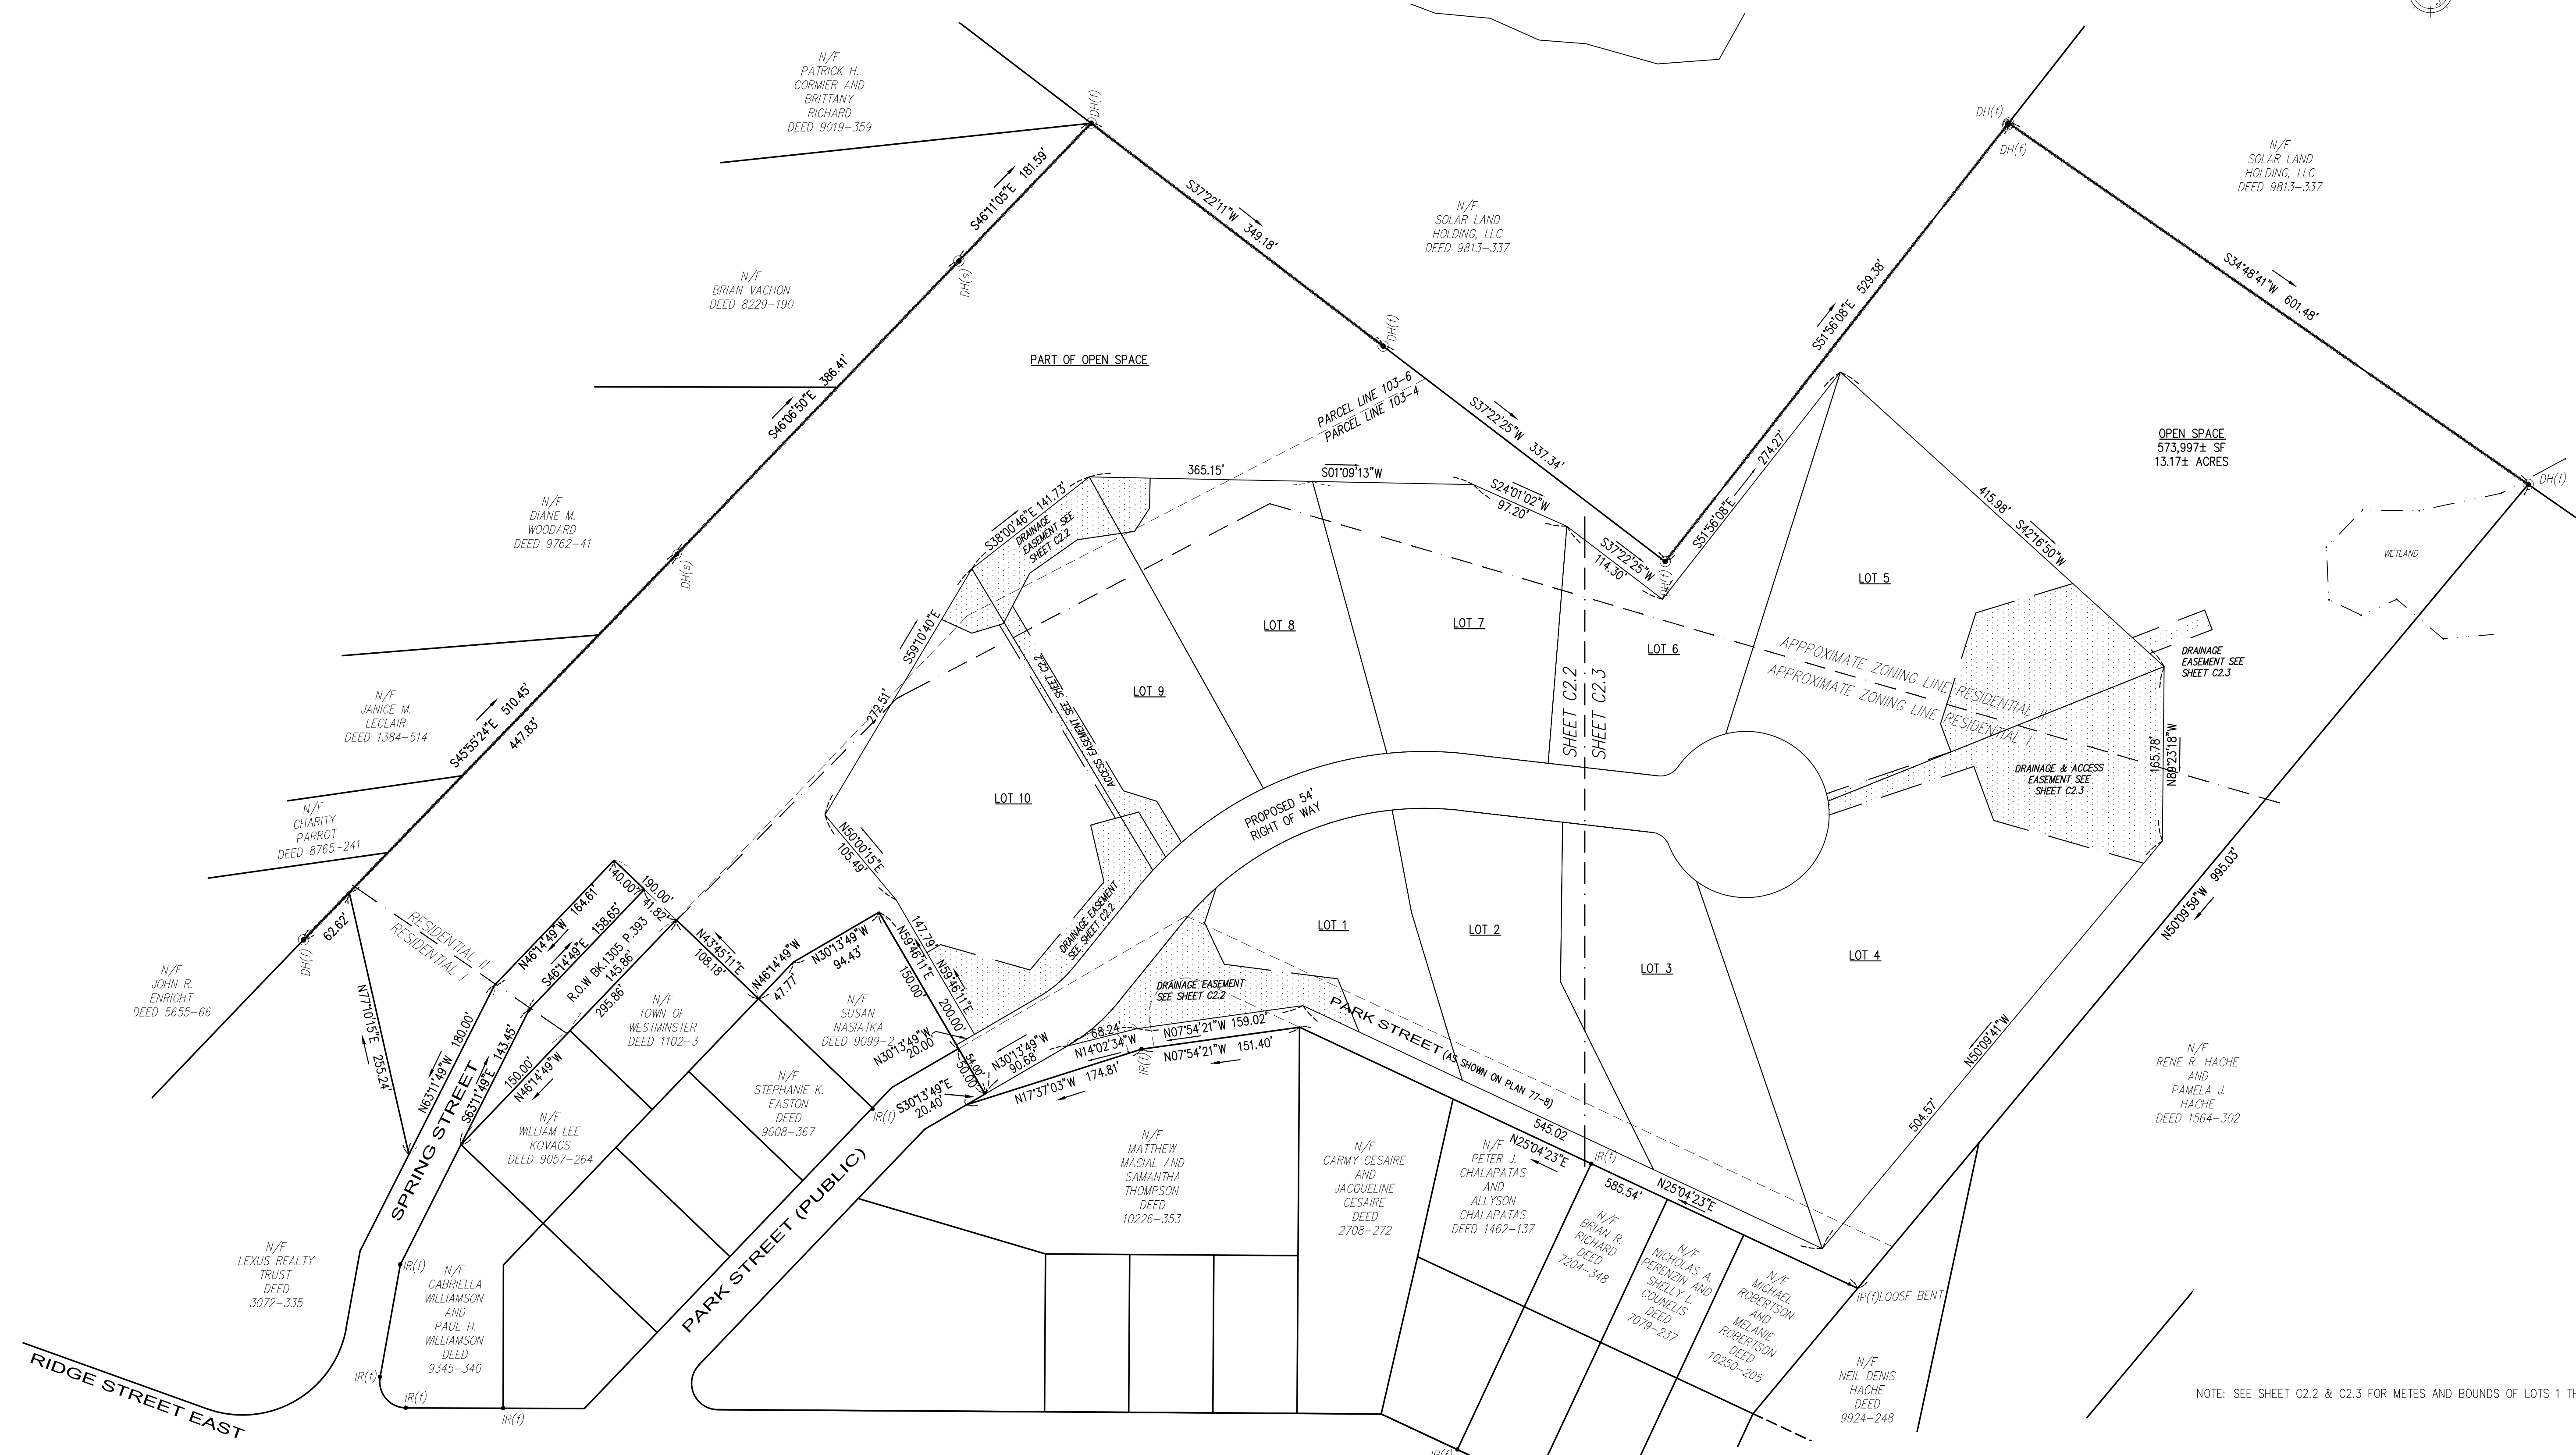 N/F
PATRICK H.
CORMIER AND
BRITTANY
RICHARD
DEED 9019-359
DH(f)
S46°11'05"E 181.59'
DH(s)
S37°22'11"W 349.18'
DH(f)
N/F
SOLAR LAND
HOLDING, LLC
DEED 9813-337
DH(f)
DH(f)
N/F
SOLAR LAND
HOLDING, LLC
DEED 9813-337
S34°48'41"W 601.48'
DH(f)
S51°56'08"E 529.38'
N/F
BRIAN VACHON
DEED 8229-190
S46°06'50"E 386.41'
DH(s)
PART OF OPEN SPACE
PARCEL LINE 103-6
PARCEL LINE 103-4
S37°22'25"W 337.34'
DH(f)
OPEN SPACE
573,997± SF
13.17± ACRES
WETLAND
N/F
DIANE M.
WOODARD
DEED 9762-41
S38°00'46"E 141.73'
DRAINAGE
EASEMENT SEE
SHEET C2.2
365.15'
S01°09'13"W
S24°01'02"W
97.20'
S37°22'25"W
114.30'
S51°56'08"E
274.27'
415.98'
S42°16'50"W
LOT 5
LOT 6
LOT 7
LOT 8
LOT 9
LOT 10
SHEET C2.2
SHEET C2.3
APPROXIMATE ZONING LINE RESIDENTIAL II
APPROXIMATE ZONING LINE RESIDENTIAL I
DRAINAGE
EASEMENT SEE
SHEET C2.3
DRAINAGE & ACCESS
EASEMENT SEE
SHEET C2.3
165.78'
N89°23'18"W
S59°10'40"E
272.51'
ACCESS EASEMENT SEE SHEET C2.2
N/F
JANICE M.
LECLAIR
DEED 1384-514
S45°55'24"E 510.45'
447.83'
N/F
CHARITY
PARROT
DEED 8765-241
62.62'
DH(f)
N/F
JOHN R.
ENRIGHT
DEED 5655-66
RESIDENTIAL II
RESIDENTIAL I
N77°10'15"E 255.24'
N46°14'49"W 164.61'
40.00'
190.00'
41.82'
S46°14'49"E 158.65'
R.O.W BK.1305 P.393
145.86'
295.86'
N43°45'11"E
108.18'
N46°14'49"W
47.77'
N30°13'49"W
94.43'
N50°00'15"E
105.49'
147.79'
N59°46'11"E
150.00'
N59°46'11"E
200.00'
DRAINAGE EASEMENT
SEE SHEET C2.2
PROPOSED 54'
RIGHT OF WAY
LOT 1
LOT 2
LOT 3
LOT 4
DRAINAGE EASEMENT
SEE SHEET C2.2
N63°11'49"W 180.00'
S63°11'49"E 143.45'
150.00'
N46°14'49"W
SPRING STREET
N/F
TOWN OF
WESTMINSTER
DEED 1102-3
N/F
SUSAN
NASIATKA
DEED 9099-2
N30°13'49"W
20.00'
54.00'
50.00'
N30°13'49"W
90.68'
68.24'
N14°02'34"W
N07°54'21"W 159.02'
N07°54'21"W 151.40'
IR(f)
N17°37'03"W 174.81'
S30°13'49"E
20.40'
PARK STREET (AS SHOWN ON PLAN 77-8)
545.02
N25°04'23"E
IR(f)
585.54'
N25°04'23"E
N50°09'41"W
504.57'
N50°09'59"W 995.03'
N/F
RENE R. HACHE
AND
PAMELA J.
HACHE
DEED 1564-302
N/F
WILLIAM LEE
KOVACS
DEED 9057-264
N/F
STEPHANIE K.
EASTON
DEED
9008-367
IR(f)
PARK STREET (PUBLIC)
N/F
MATTHEW
MACIAL AND
SAMANTHA
THOMPSON
DEED
10226-353
N/F
CARMY CESAIRE
AND
JACQUELINE
CESAIRE
DEED
2708-272
N/F
PETER J.
CHALAPATAS
AND
ALLYSON
CHALAPATAS
DEED 1462-137
N/F
BRIAN R.
RICHARD
DEED
7204-348
N/F
NICHOLAS A.
PERENZIN AND
SHELLY L.
COUNELIS
DEED
7079-237
N/F
MICHAEL
ROBERTSON
AND
MELANIE
ROBERTSON
DEED
10250-205
IP(f)LOOSE BENT
N/F
NEIL DENIS
HACHE
DEED
9924-248
N/F
LEXUS REALTY
TRUST
DEED
3072-335
IR(f)
N/F
GABRIELLA
WILLIAMSON
AND
PAUL H.
WILLIAMSON
DEED
9345-340
IR(f)
IR(f)
IR(f)
IR(f)
RIDGE STREET EAST
NOTE: SEE SHEET C2.2 & C2.3 FOR METES AND BOUNDS OF LOTS 1